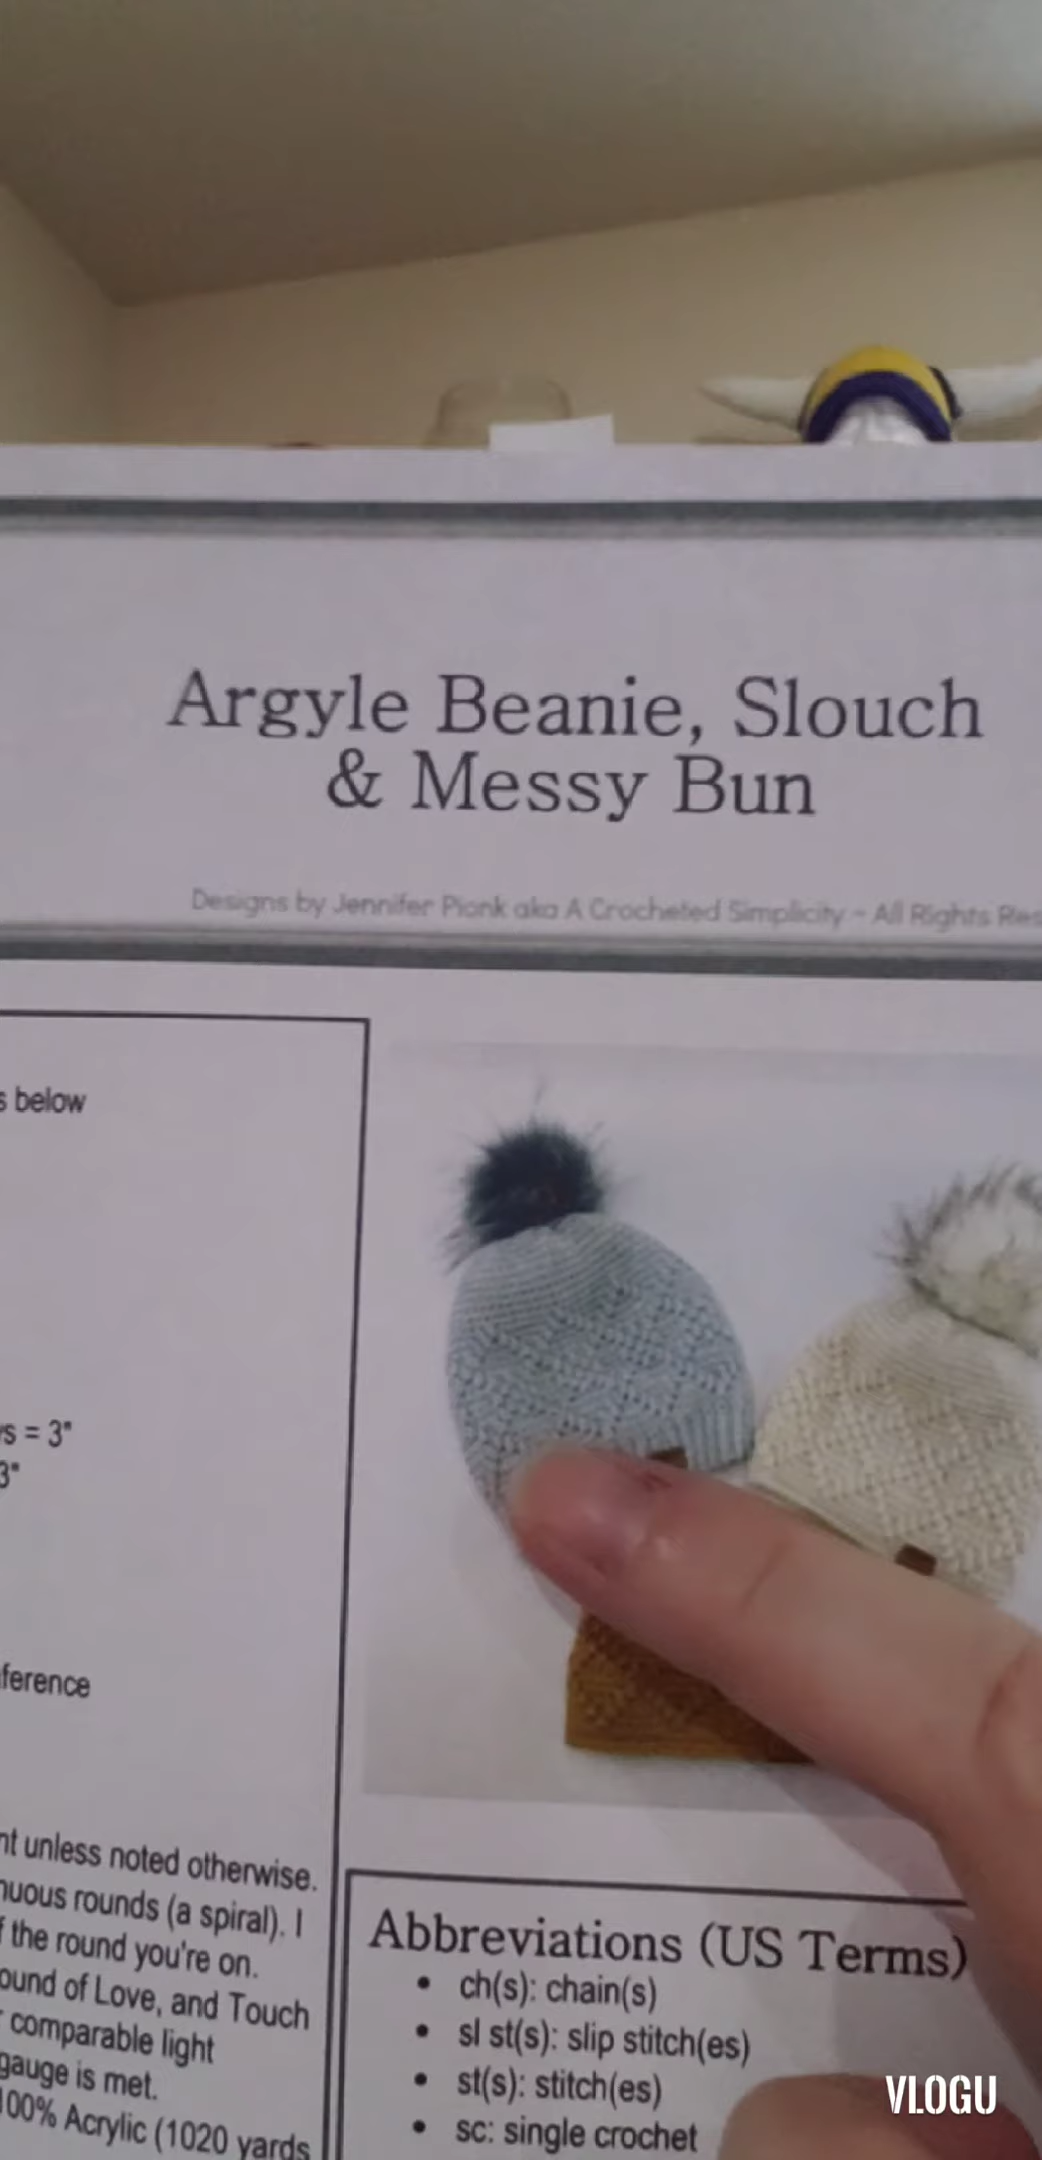 Argyle Beanie, Slouch
& Messy Bun
Designs by Jennifer Pionk aka A Crocheted Simplicity - All Rights Res
s below
s = 3"
3"
ference
nt unless noted otherwise.
nuous rounds (a spiral). I
f the round you're on.
ound of Love, and Touch
comparable light
gauge is met.
100% Acrylic (1020 yards
Abbreviations (US Terms)
• ch(s): chain(s)
• sl st(s): slip stitch(es)
• st(s): stitch(es)
• sc: single crochet
VLOGU